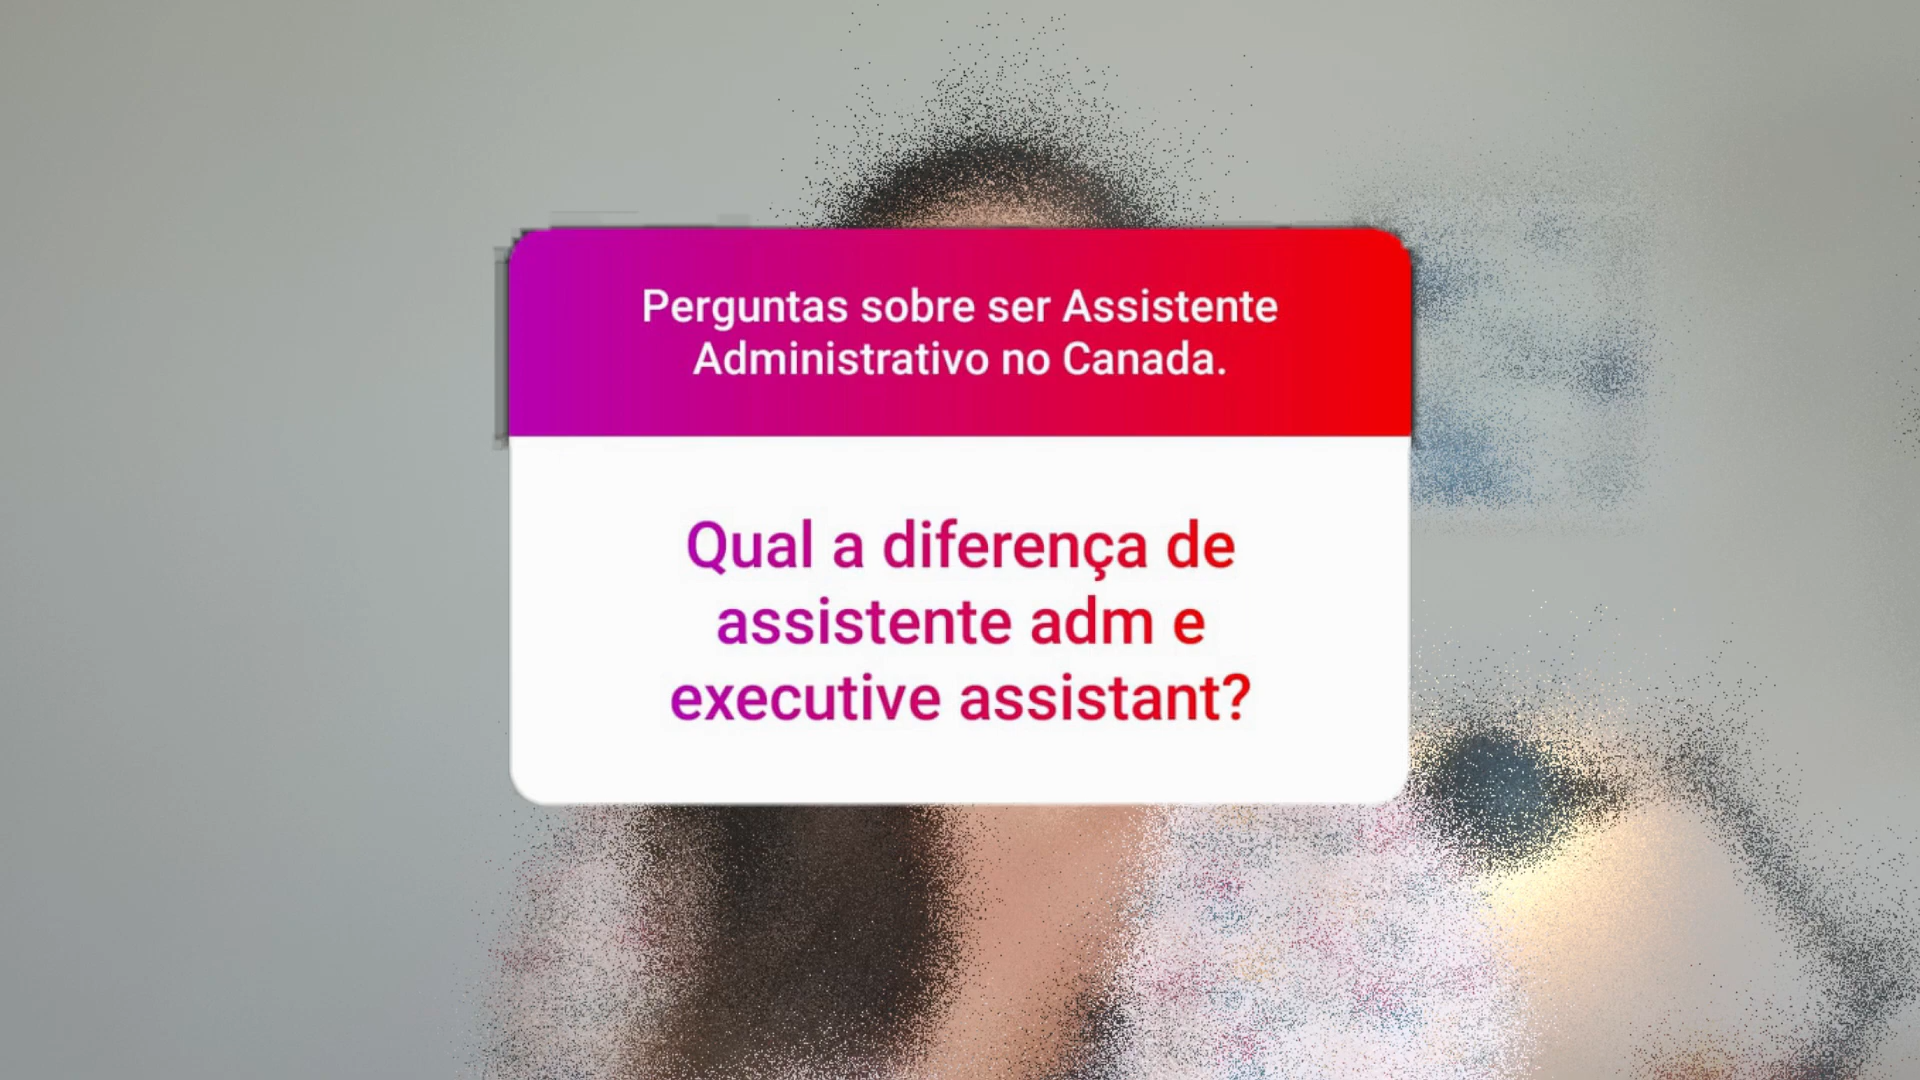 Perguntas sobre ser Assistente
Administrativo no Canada.
Qual a diferença de
assistente adm e
executive assistant?